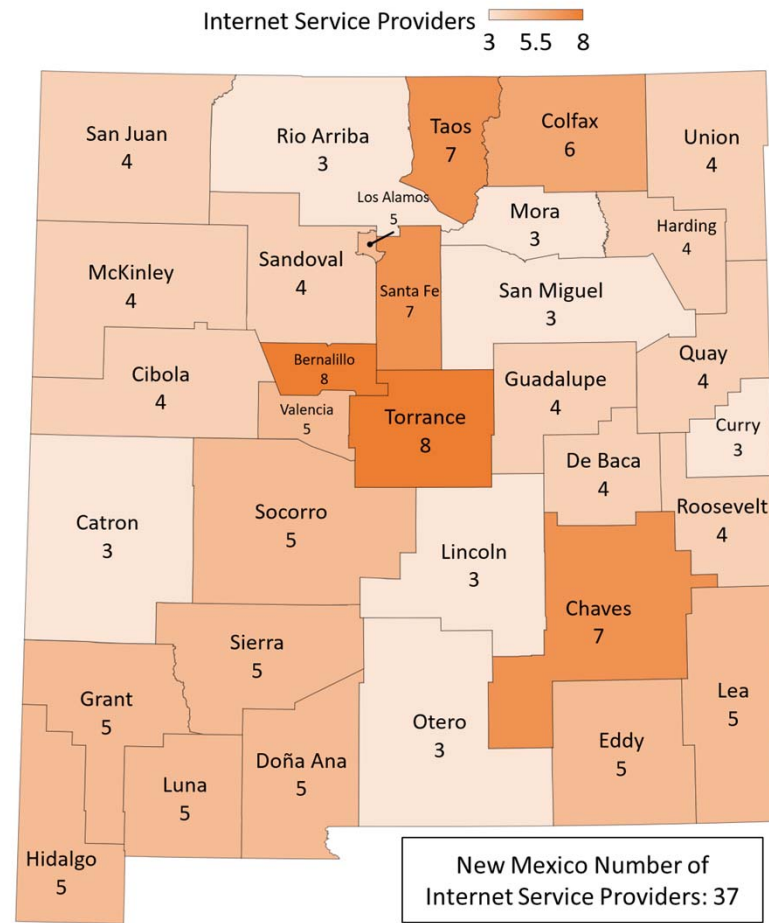 Internet Service Providers
3 5.5 8
San Juan
4
Rio Arriba
3
Taos
7
Colfax
6
Union
4
Los Alamos
5
Mora
3
Harding
4
McKinley
4
Sandoval
4
Santa Fe
7
San Miguel
3
Cibola
4
Bernalillo
8
Valencia
5
Torrance
8
Guadalupe
4
Quay
4
Curry
3
De Baca
4
Roosevelt
4
Catron
3
Socorro
5
Lincoln
3
Chaves
7
Sierra
5
Grant
5
Lea
5
Otero
3
Eddy
5
Doña Ana
5
Luna
5
Hidalgo
5
New Mexico Number of
Internet Service Providers: 37